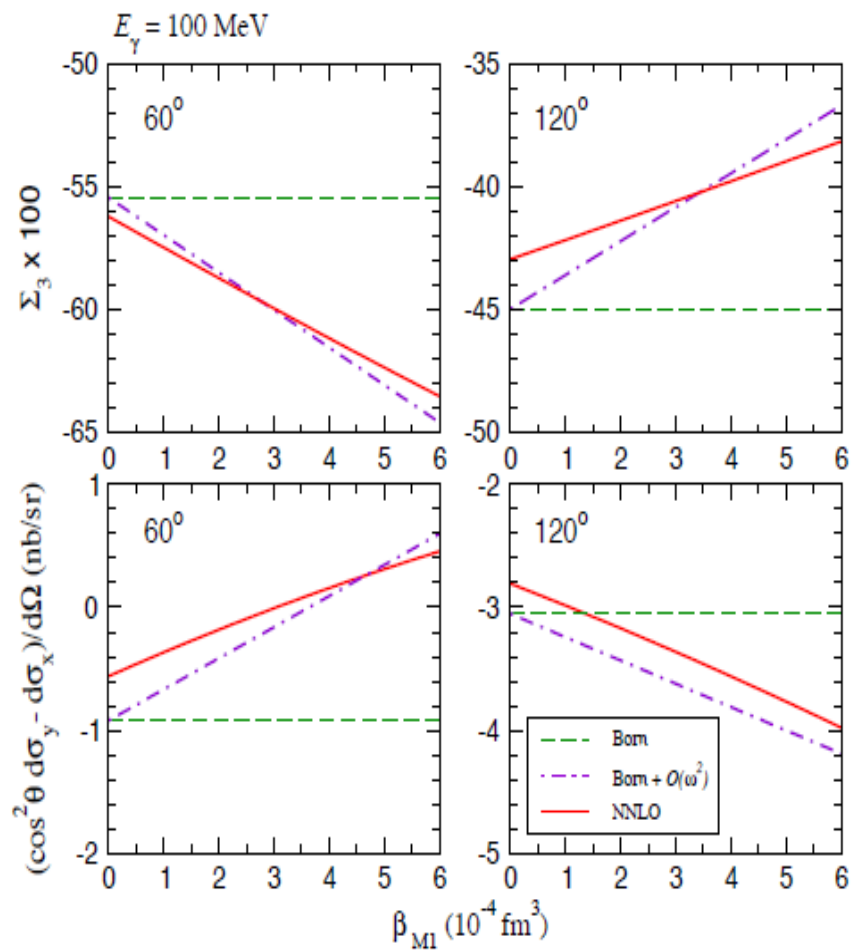 E_γ = 100 MeV
-50
-55
-60
-65
60°
0 1 2 3 4 5 6
Σ_3 x 100
-35
-40
-45
-50
120°
0 1 2 3 4 5 6
1
0
-1
-2
60°
0 1 2 3 4 5 6
(cos²θ dσ_y - dσ_x)/dΩ (nb/sr)
-2
-3
-4
-5
120°
Born
Born + O(ω²)
NNLO
0 1 2 3 4 5 6
β_M1 (10⁻⁴ fm³)